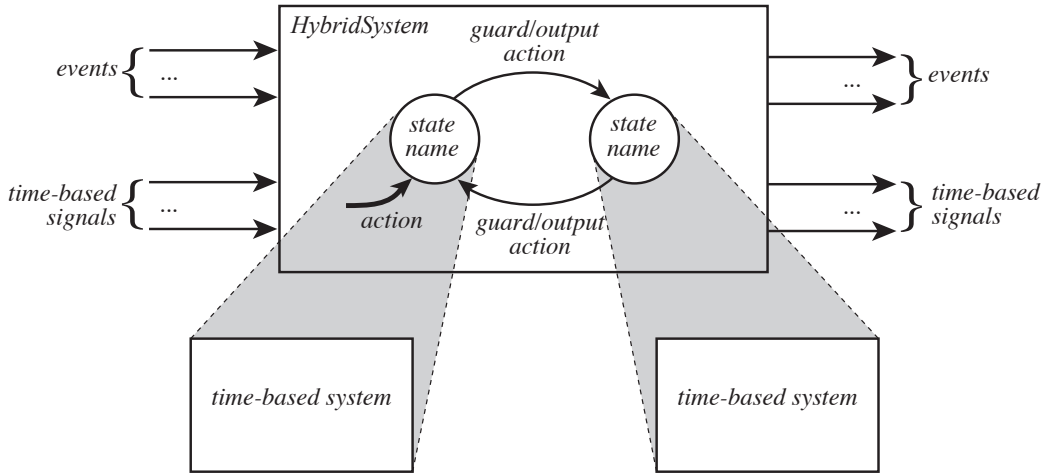 HybridSystem
guard/output
action
events
...
...
events
...
state
name
state
name
time-based
signals
...
action
guard/output
action
...
time-based
signals
time-based system
time-based system